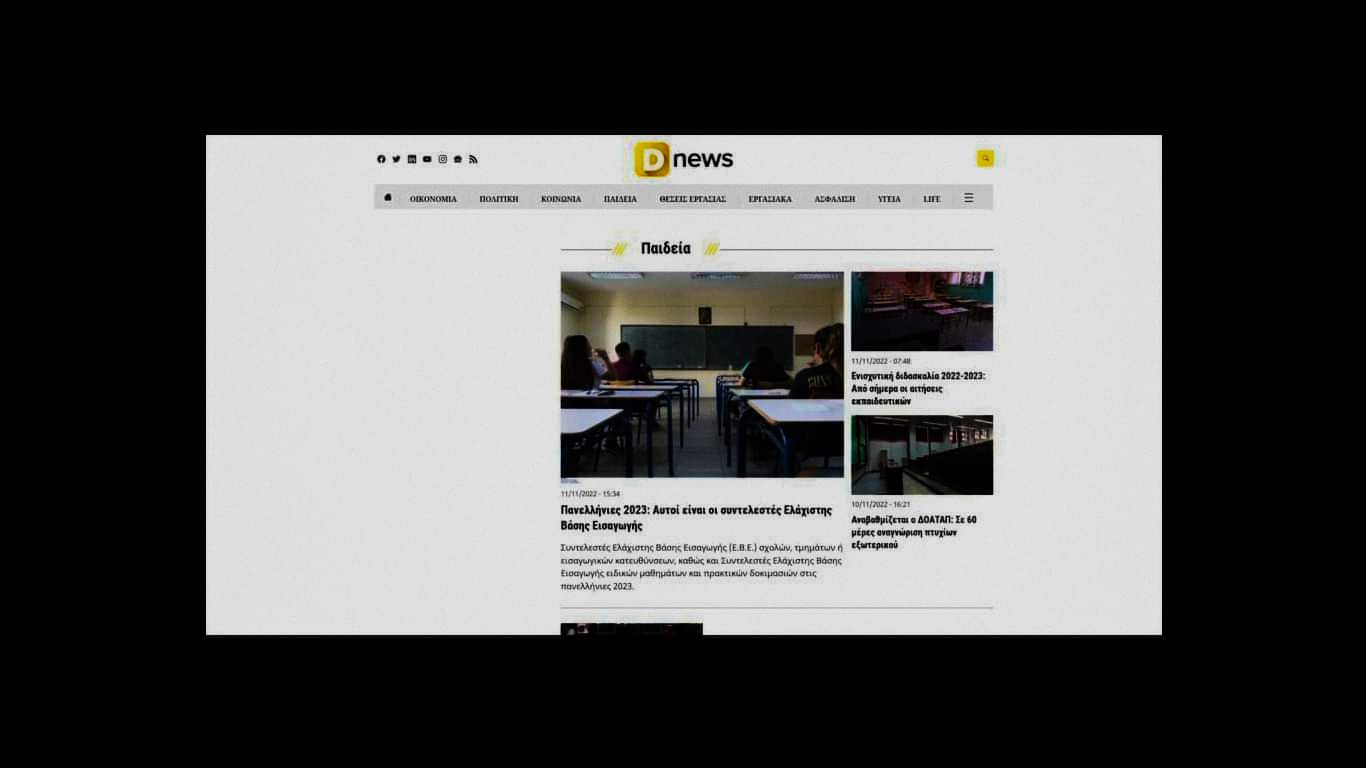 D news
ΟΙΚΟΝΟΜΙΑ ΠΟΛΙΤΙΚΗ ΚΟΙΝΩΝΙΑ ΠΑΙΔΕΙΑ ΘΕΣΕΙΣ ΕΡΓΑΣΙΑΣ ΕΡΓΑΣΙΑΚΑ ΑΣΦΑΛΙΣΗ ΥΓΕΙΑ LIFE
Παιδεία
11/11/2022 - 15:34
Πανελλήνιες 2023: Αυτοί είναι οι συντελεστές Ελάχιστης
Βάσης Εισαγωγής
Συντελεστές Ελάχιστης Βάσης Εισαγωγής (Ε.Β.Ε.) σχολών, τμημάτων ή
εισαγωγικών κατευθύνσεων, καθώς και Συντελεστές Ελάχιστης Βάσης
Εισαγωγής ειδικών μαθημάτων και πρακτικών δοκιμασιών στις
πανελλήνιες 2023.
11/11/2022 - 07:48
Ενισχυτική διδασκαλία 2022-2023:
Από σήμερα οι αιτήσεις
εκπαιδευτικών
10/11/2022 - 16:21
Αναβαθμίζεται ο ΔΟΑΤΑΠ: Σε 60
μέρες αναγνώριση πτυχίων
εξωτερικού